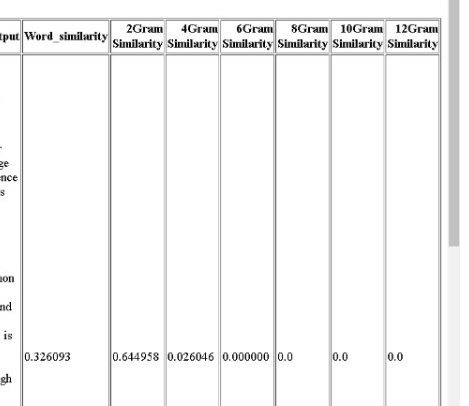 tput Word_similarity 2Gram Similarity 4Gram Similarity 6Gram Similarity 8Gram Similarity 10Gram Similarity 12Gram Similarity
ge
ence
s
ion
nd
is
0.326093 0.644958 0.026046 0.000000 0.0 0.0 0.0
gh